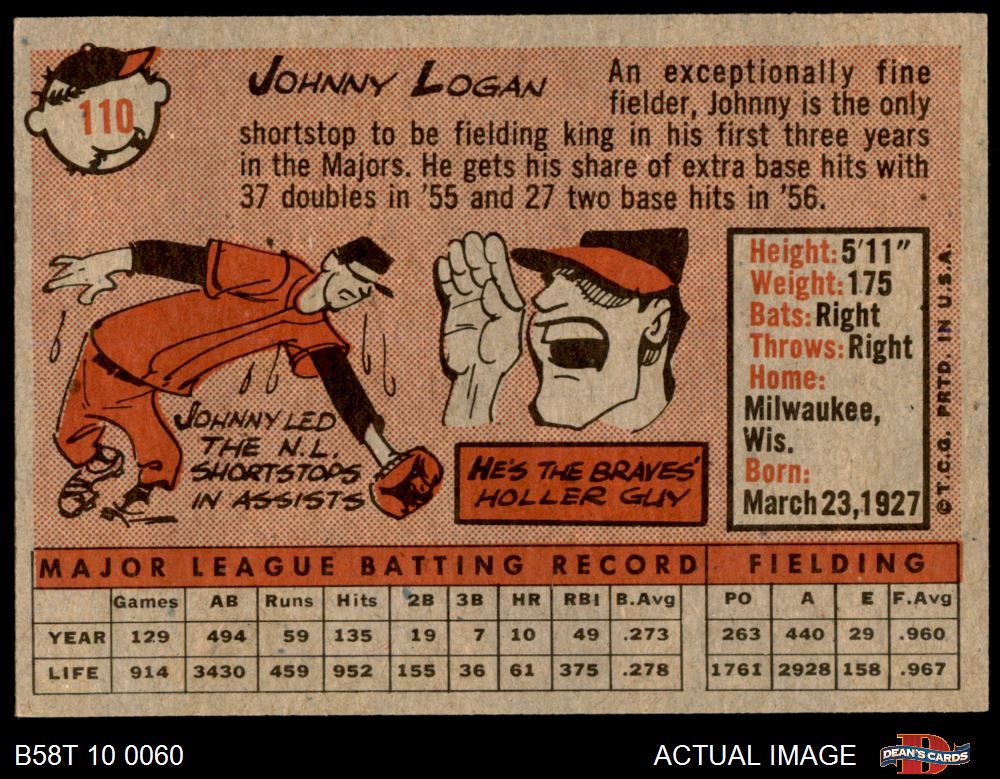 110
JOHNNY LOGAN
An exceptionally fine
fielder, Johnny is the only
shortstop to be fielding king in his first three years
in the Majors. He gets his share of extra base hits with
37 doubles in '55 and 27 two base hits in '56.
JOHNNY LED
THE N.L.
SHORTSTOPS
IN ASSISTS
HE'S THE BRAVES'
HOLLER GUY
Height: 5'11"
Weight: 175
Bats: Right
Throws: Right
Home:
Milwaukee,
Wis.
Born:
March 23, 1927
© T.C.G. PRTD. IN U.S.A.
MAJOR LEAGUE BATTING RECORD FIELDING
Games AB Runs Hits 2B 3B HR RBI B.Avg PO A E F.Avg
YEAR 129 494 59 135 19 7 10 49 .273 263 440 29 .960
LIFE 914 3430 459 952 155 36 61 375 .278 1761 2928 158 .967
B58T 10 0060 ACTUAL IMAGE D DEAN'S CARDS